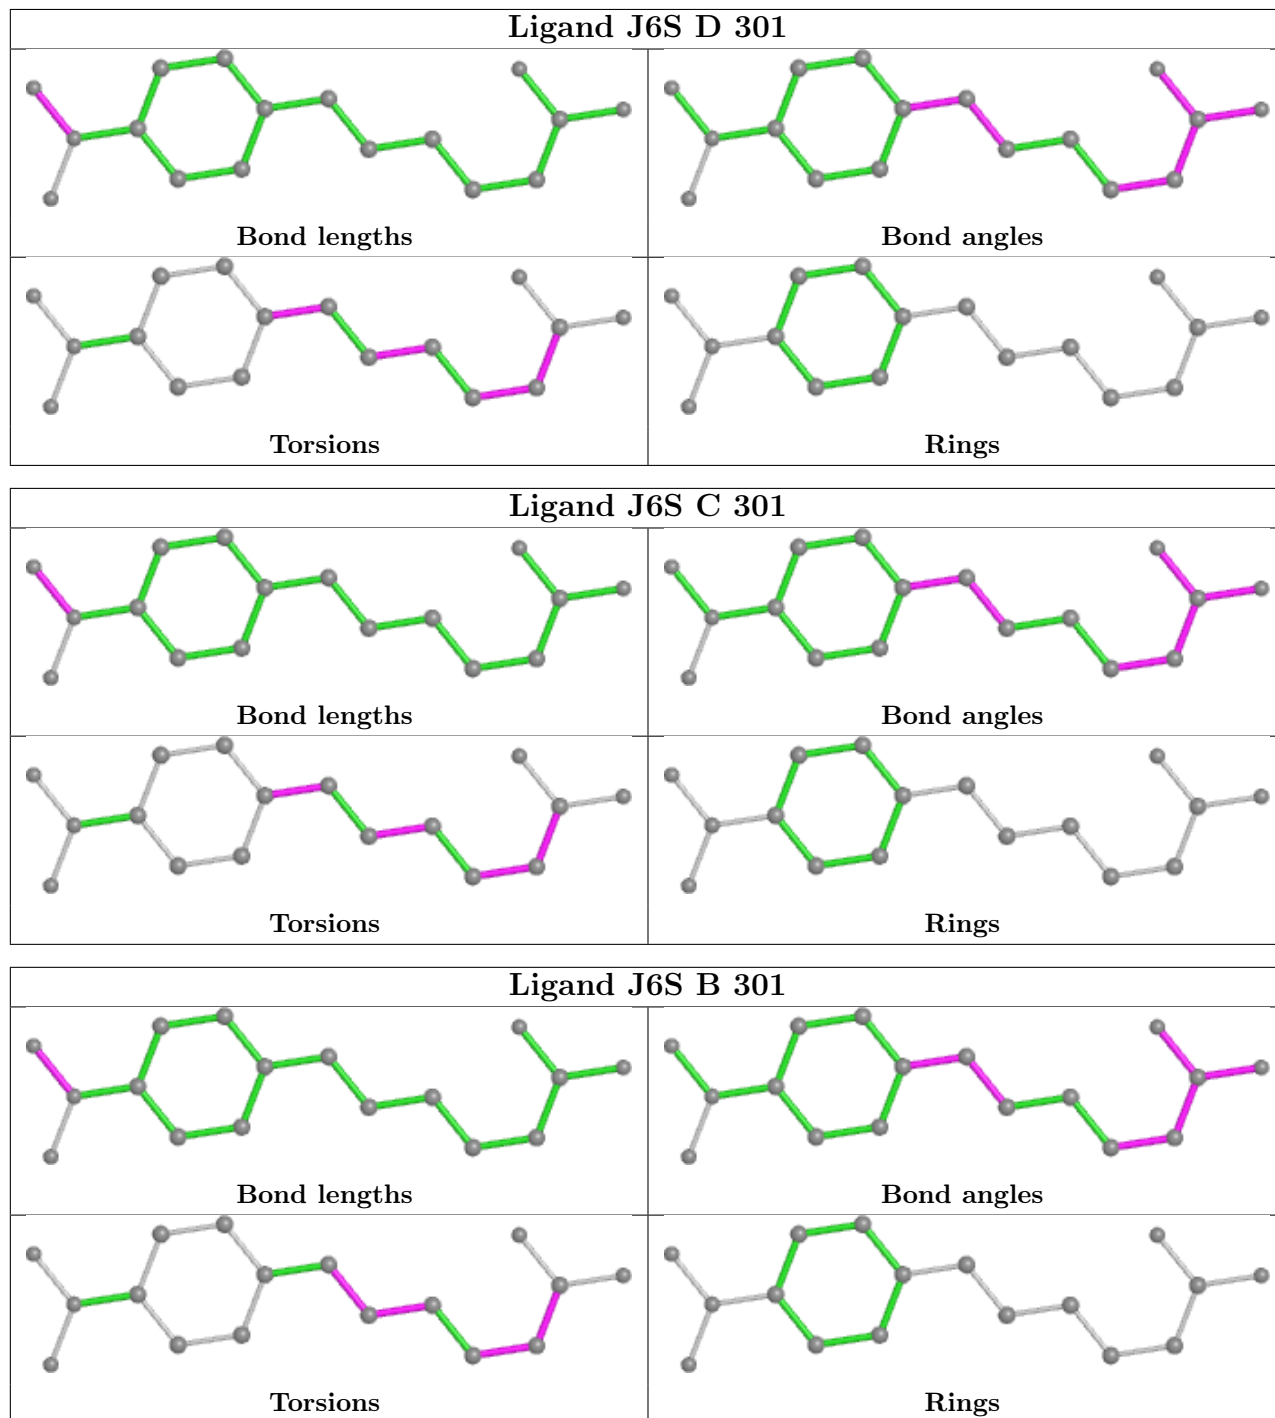 Ligand J6S D 301
Bond lengths
Bond angles
Torsions
Rings
Ligand J6S C 301
Bond lengths
Bond angles
Torsions
Rings
Ligand J6S B 301
Bond lengths
Bond angles
Torsions
Rings